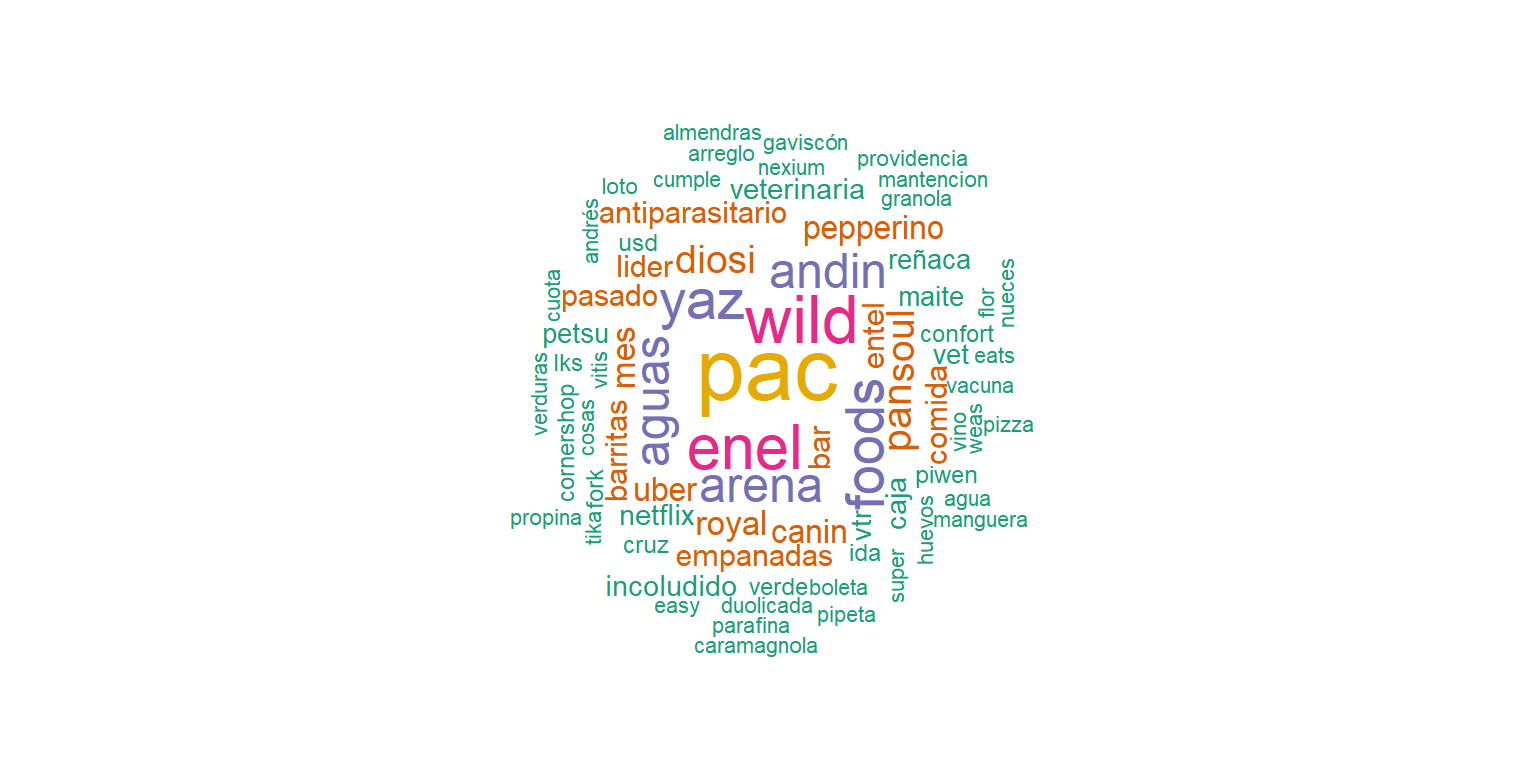 almendras
gaviscón
arreglo
providencia
nexium
loto
cumple
veterinaria
mantencion
granola
andrés
antiparasitario
pepperino
usd
lider
diosi
andin
reñaca
cuota
pasado
yaz
wild
maite
flor
nueces
petsu
mes
aguas
entel
pansoul
confort
verduras
lks
vitis
pac
vet
eats
cornershop
cosas
barritas
enel
bar
foods
comida
vacuna
vino
weas
pizza
tika
fork
uber
arena
caja
piwen
agua
propina
netflix
royal
canin
vtr
huevos
manguera
cruz
empanadas
ida
super
incoludido
verde
boleta
easy
duolicada
pipeta
parafina
caramagnola